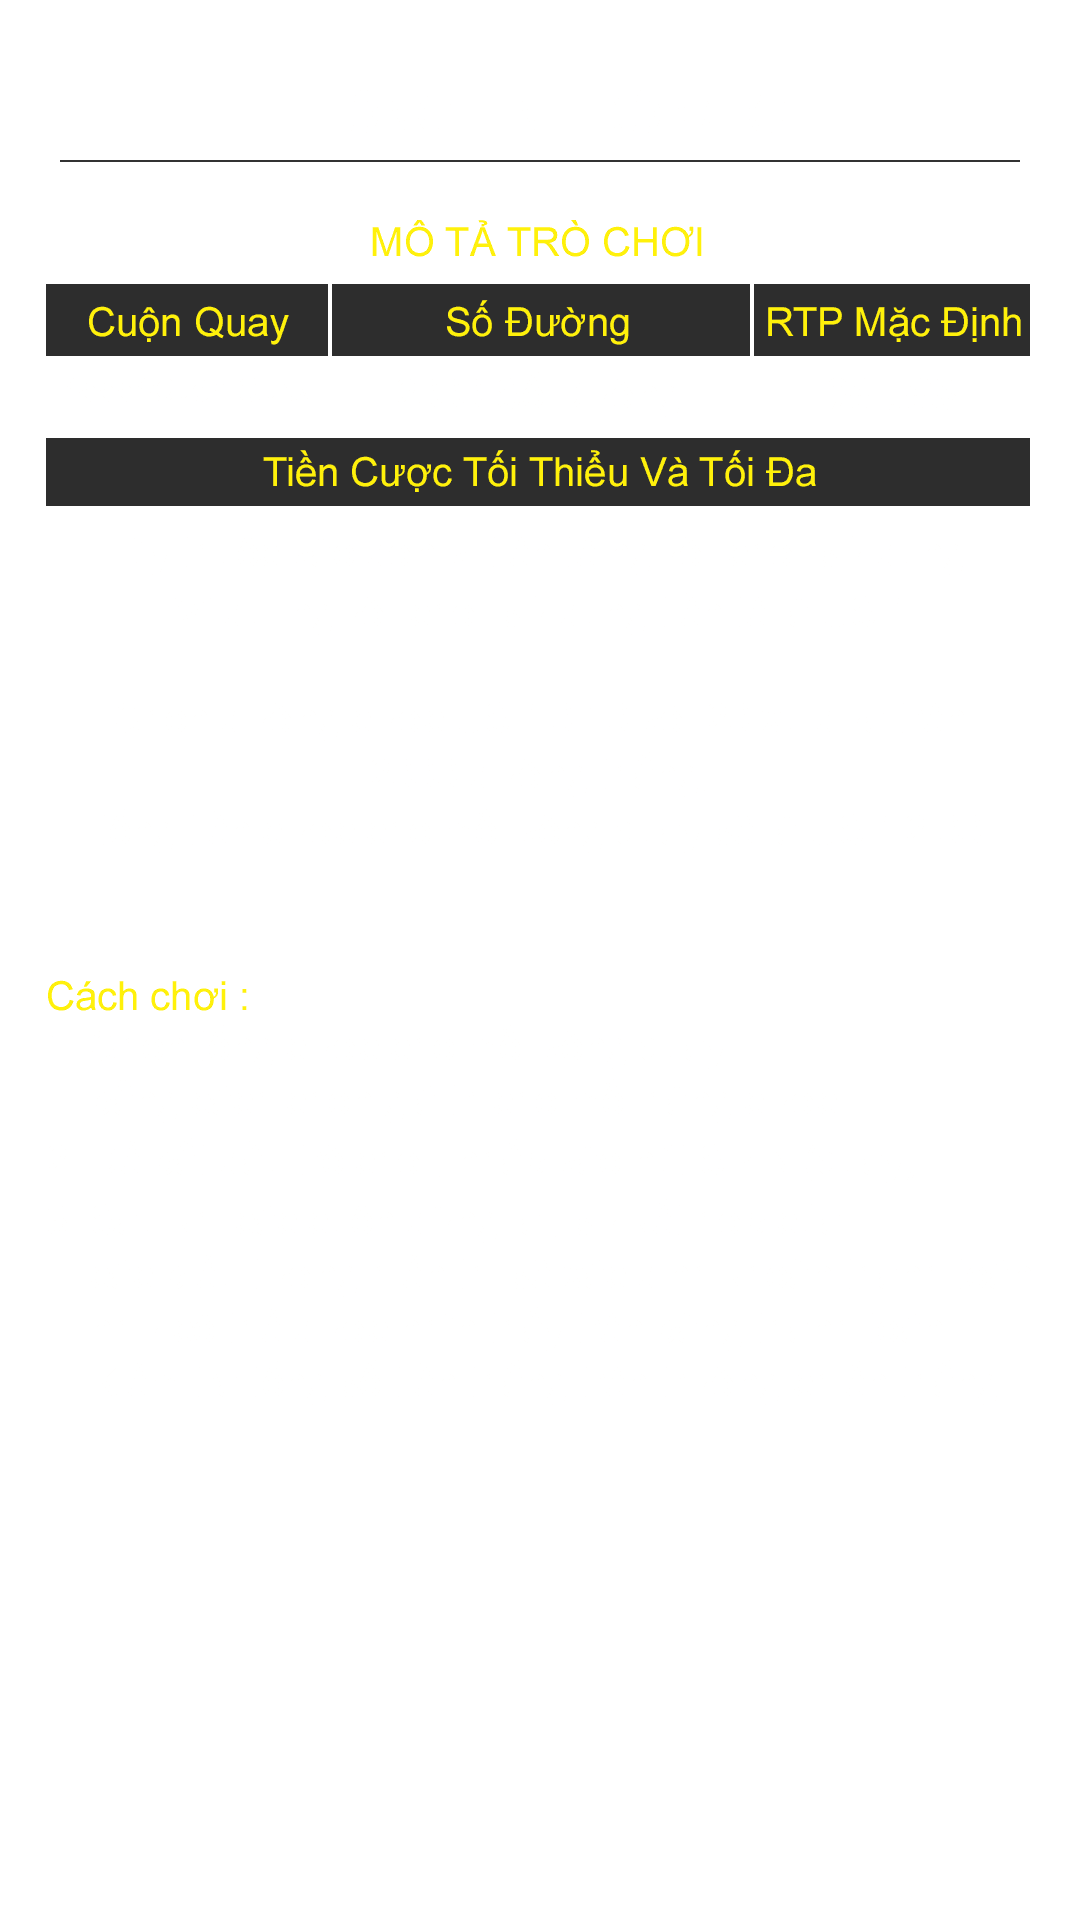 MÔ TẢ TRÒ CHƠI
Cuộn Quay Số Đường RTP Mặc Định
Tiền Cược Tối Thiểu Và Tối Đa
Cách chơi :